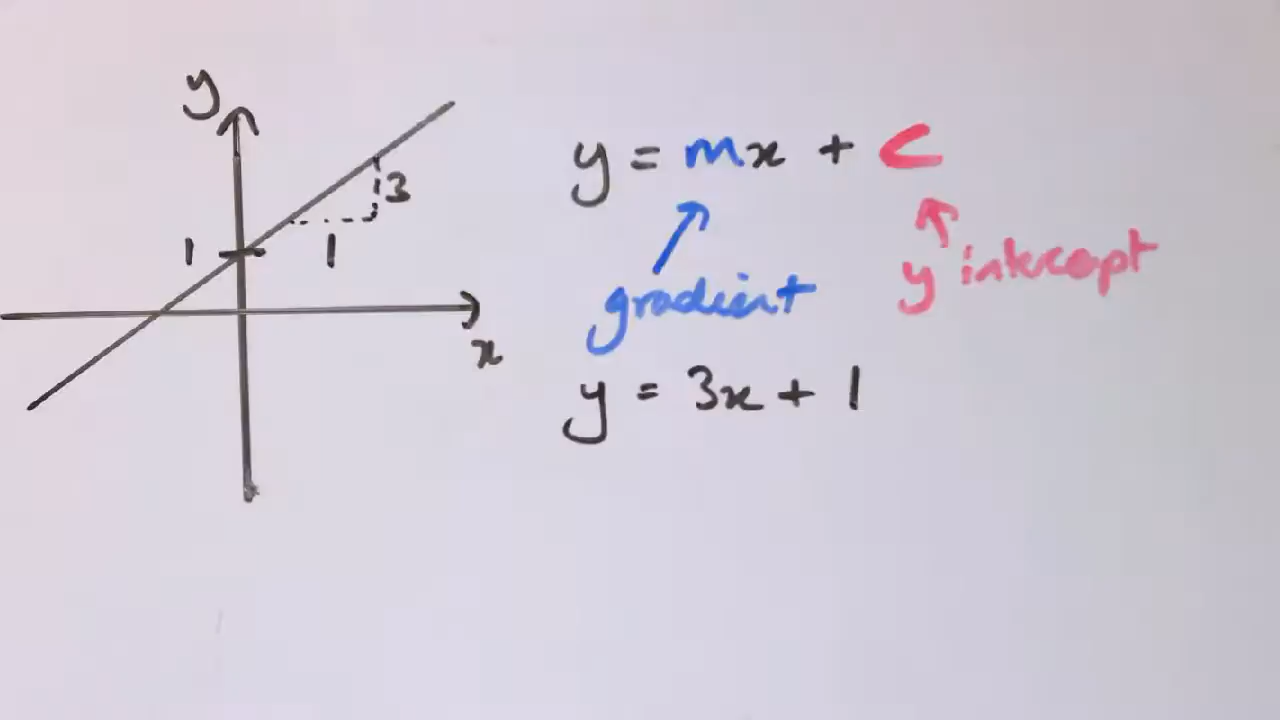 y
3
1
1
x
y = mx + c
gradient
y intercept
y = 3x + 1